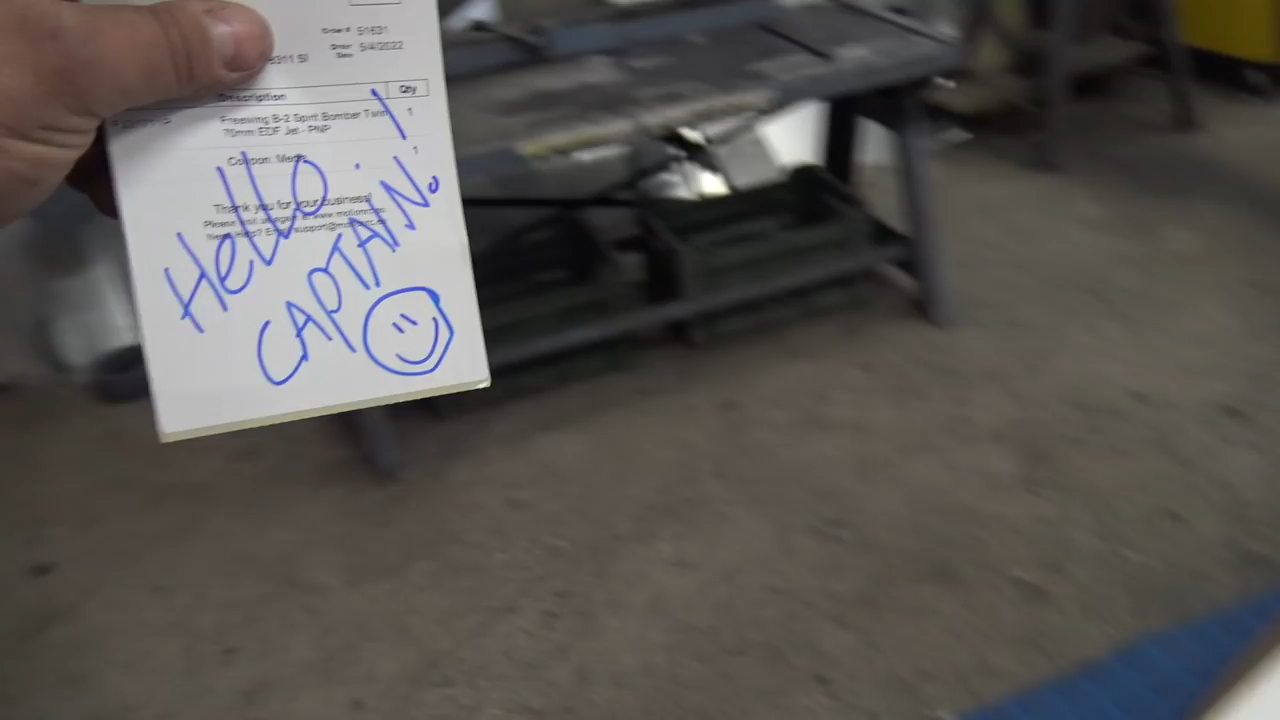 Order # 51631
Order Date 5/4/2022
Description Qty
Freewing B-2 Spirit Bomber Twin 1
70mm EDF Jet - PNP
Coupon: 1
Thank you for your business!
Hello !
CAPTAIN.